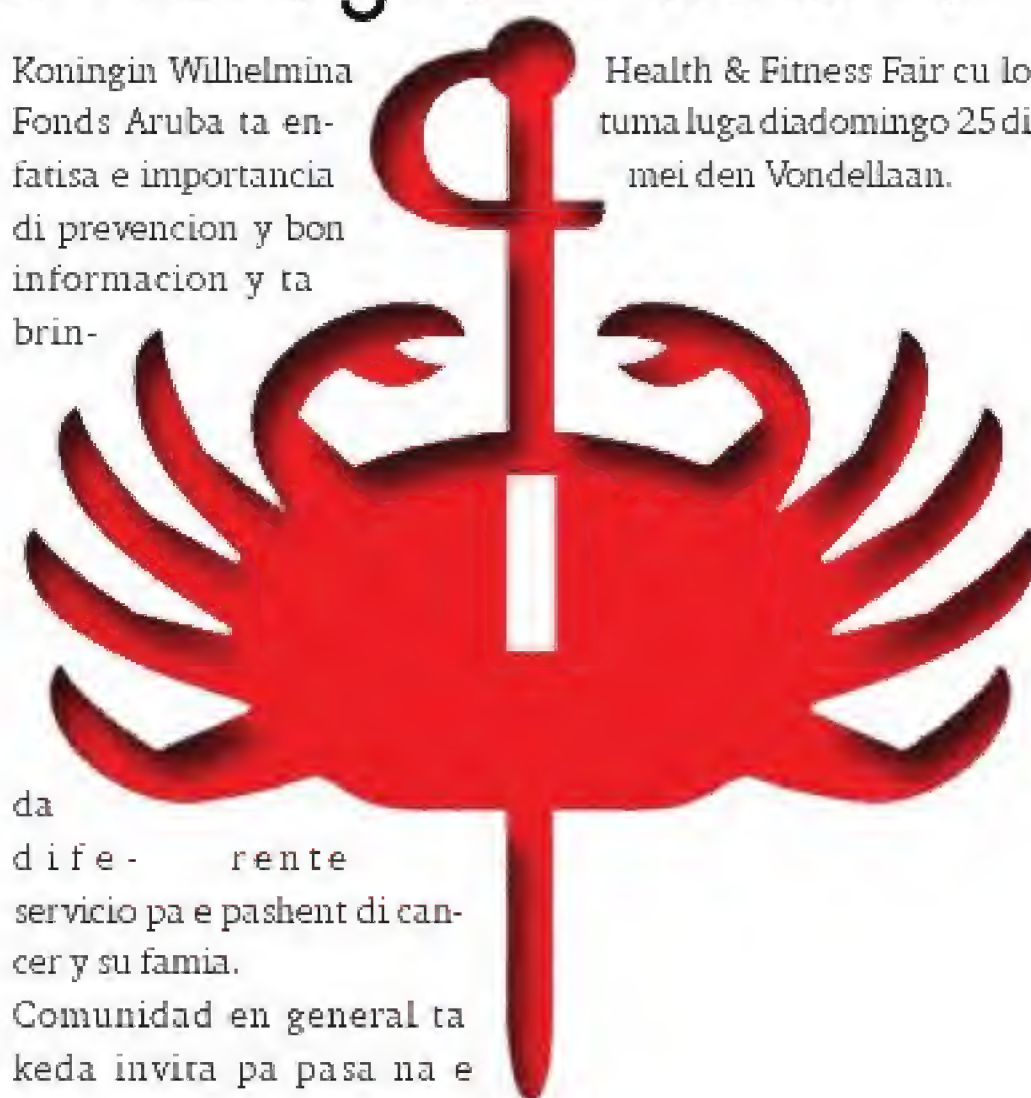 Koningin Wilhelmina
Fonds Aruba ta en-
fatisa e importancia
di prevencion y bon
informacion y ta
brin-
da
dife- rente
servicio pa e pashent di can-
cer y su famia.
Comunidad en general ta
keda invita pa pasa na e
Health & Fitness Fair cu lo
tuma luga diadomingo 25 di
mei den Vondellaan.